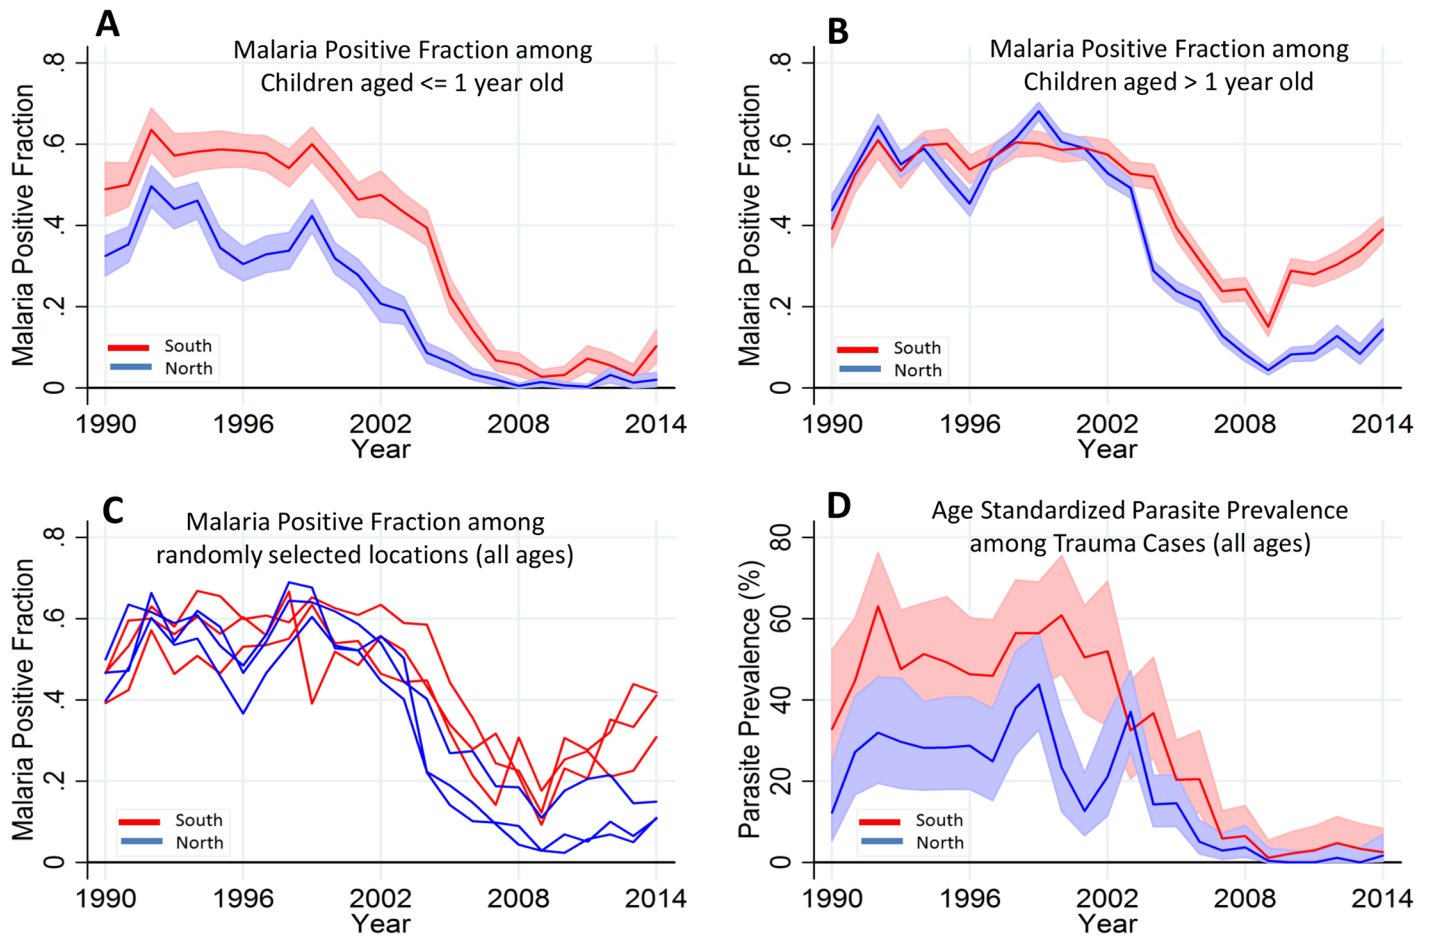 A
Malaria Positive Fraction among
Children aged <= 1 year old
Malaria Positive Fraction
.8
.6
.4
.2
0
South
North
1990 1996 2002 2008 2014
Year
B
Malaria Positive Fraction among
Children aged > 1 year old
Malaria Positive Fraction
.8
.6
.4
.2
0
South
North
1990 1996 2002 2008 2014
Year
C
Malaria Positive Fraction among
randomly selected locations (all ages)
Malaria Positive Fraction
.8
.6
.4
.2
0
South
North
1990 1996 2002 2008 2014
Year
D
Age Standardized Parasite Prevalence
among Trauma Cases (all ages)
Parasite Prevalence (%)
80
60
40
20
0
South
North
1990 1996 2002 2008 2014
Year